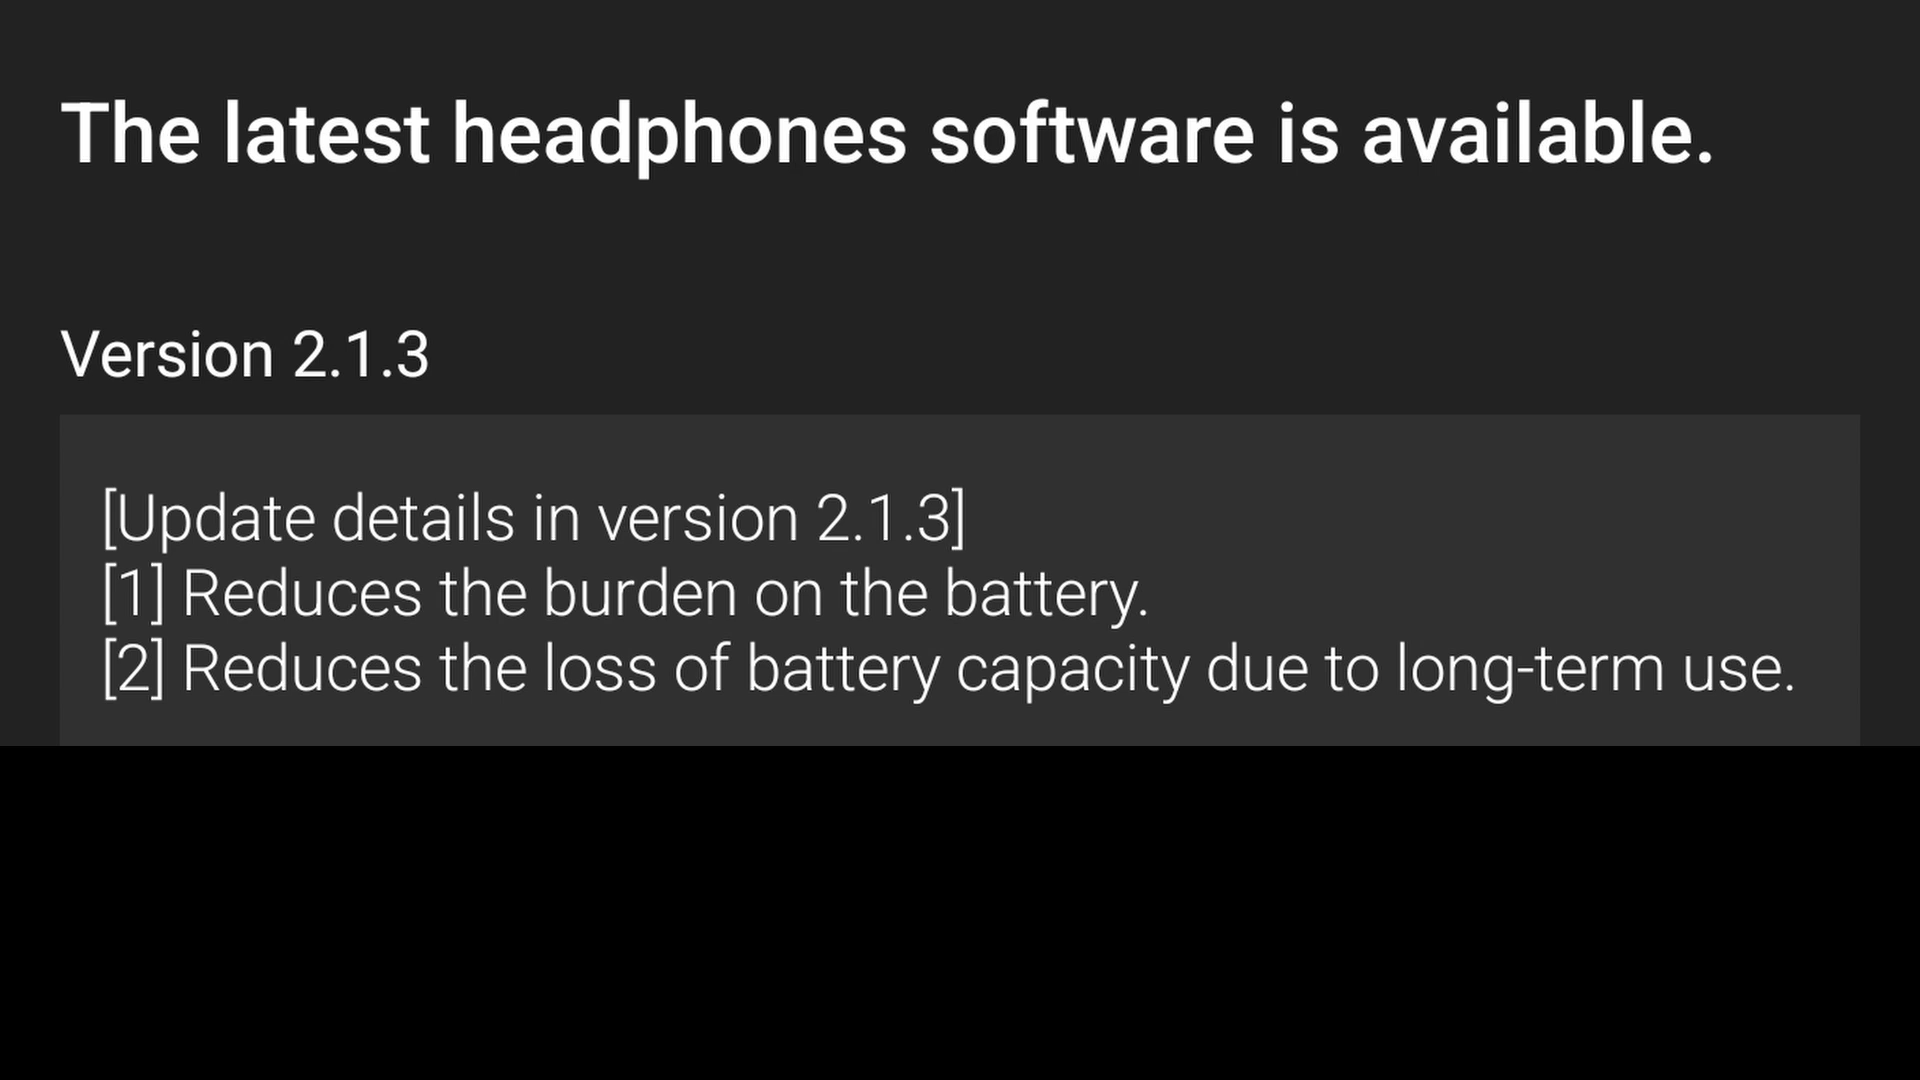 The latest headphones software is available.
Version 2.1.3
[Update details in version 2.1.3]
[1] Reduces the burden on the battery.
[2] Reduces the loss of battery capacity due to long-term use.